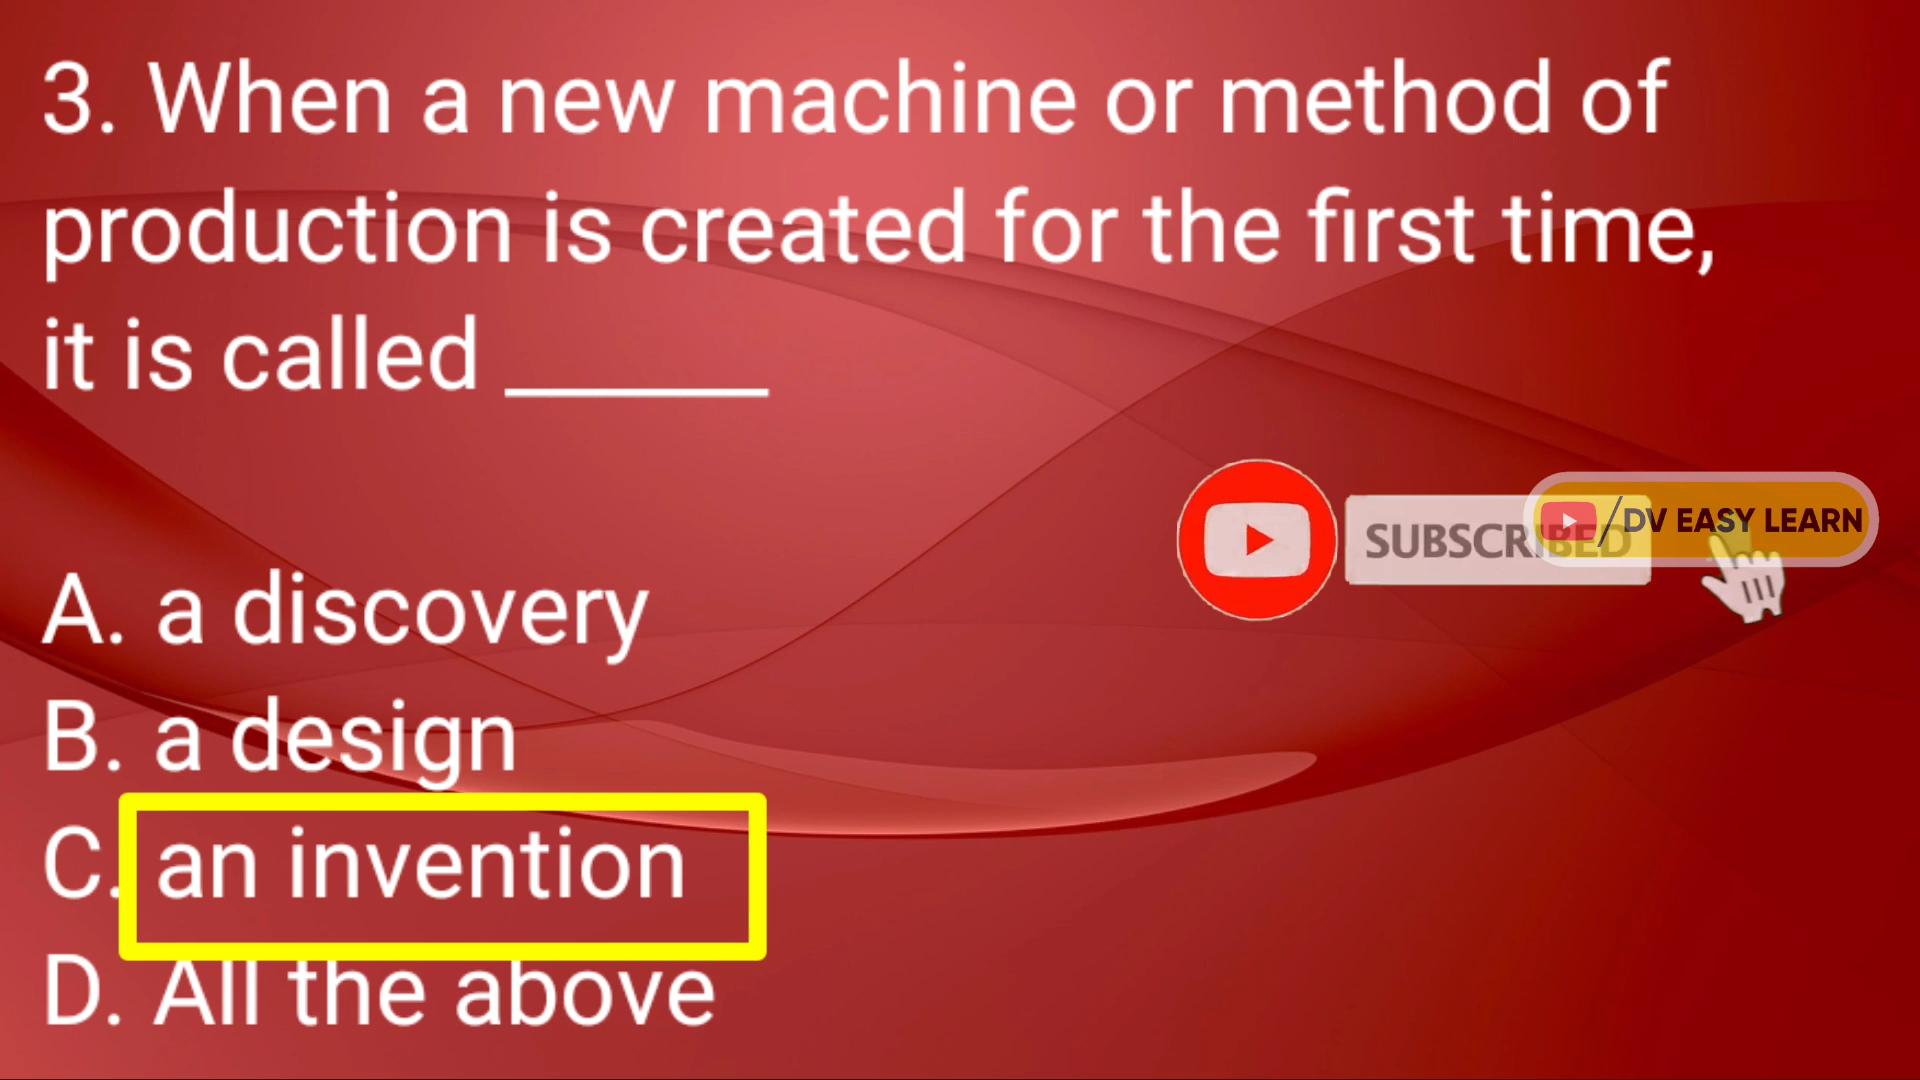 3. When a new machine or method of
production is created for the first time,
it is called ______
SUBSCRIBED
/DV EASY LEARN
A. a discovery
B. a design
C. an invention
D. All the above